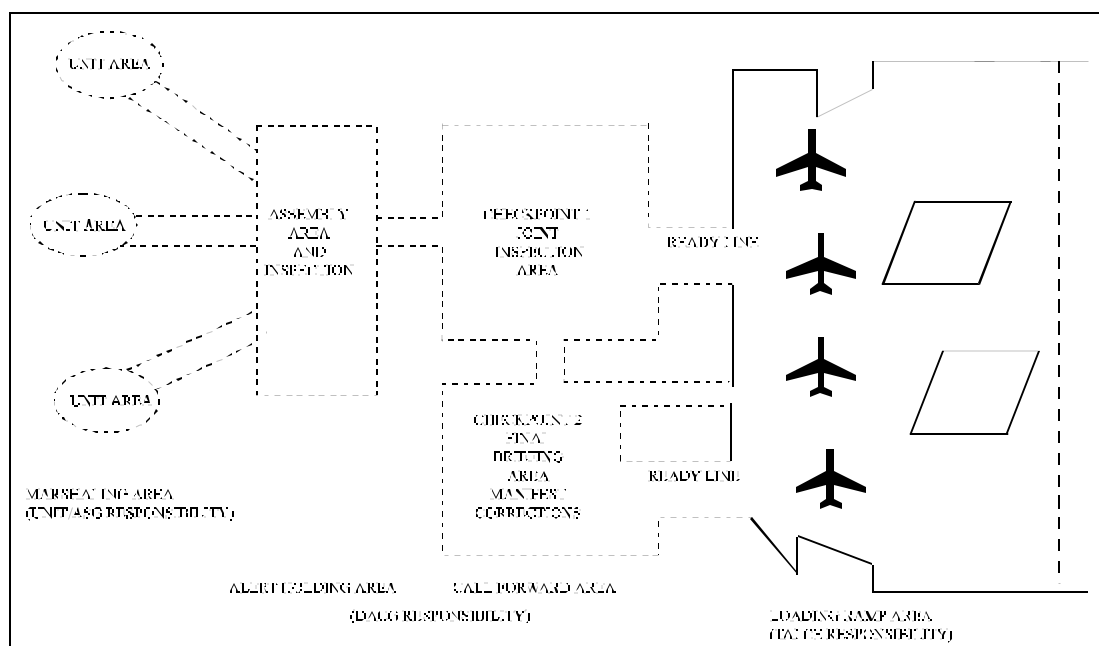 UNIT AREA
UNIT AREA
UNIT AREA
ASSEMBLY
AREA
AND
INSPECTION
CHECKPOINT 1
JOINT
INSPECTION
AREA
READY LINE
CHECKPOINT 2
FINAL
BRIEFING
AREA
MANIFEST
CORRECTIONS
READY LINE
MARSHALING AREA
(UNIT/ASG RESPONSIBILITY)
ALERT HOLDING AREA
CALL FORWARD AREA
(DACG RESPONSIBILITY)
LOADING RAMP AREA
(TALCE RESPONSIBILITY)